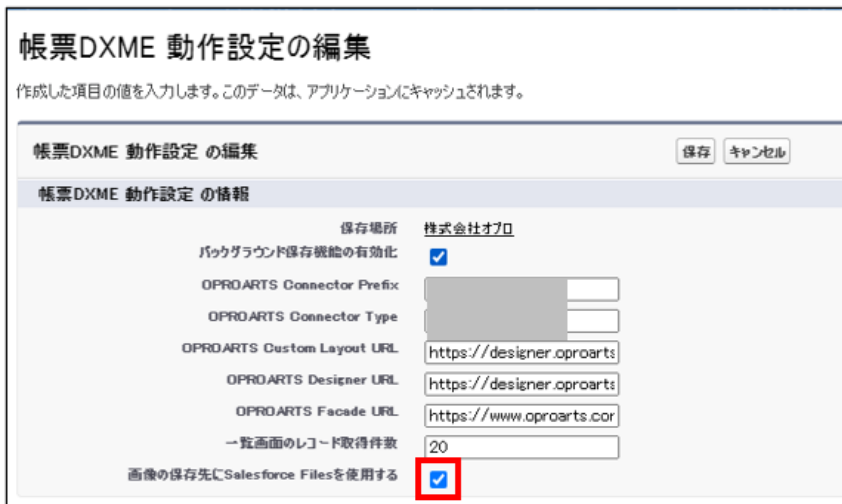 帳票DXME 動作設定の編集
作成した項目の値を入力します。このデータは、アプリケーションにキャッシュされます。
帳票DXME 動作設定 の編集 保存 キャンセル
帳票DXME 動作設定 の情報
保存場所 株式会社オプロ
バックグラウンド保存機能の有効化
OPROARTS Connector Prefix
OPROARTS Connector Type
OPROARTS Custom Layout URL https://designer.oproarts
OPROARTS Designer URL https://designer.oproarts
OPROARTS Facade URL https://www.oproarts.cor
一覧画面のレコード取得件数 20
画像の保存先にSalesforce Filesを使用する